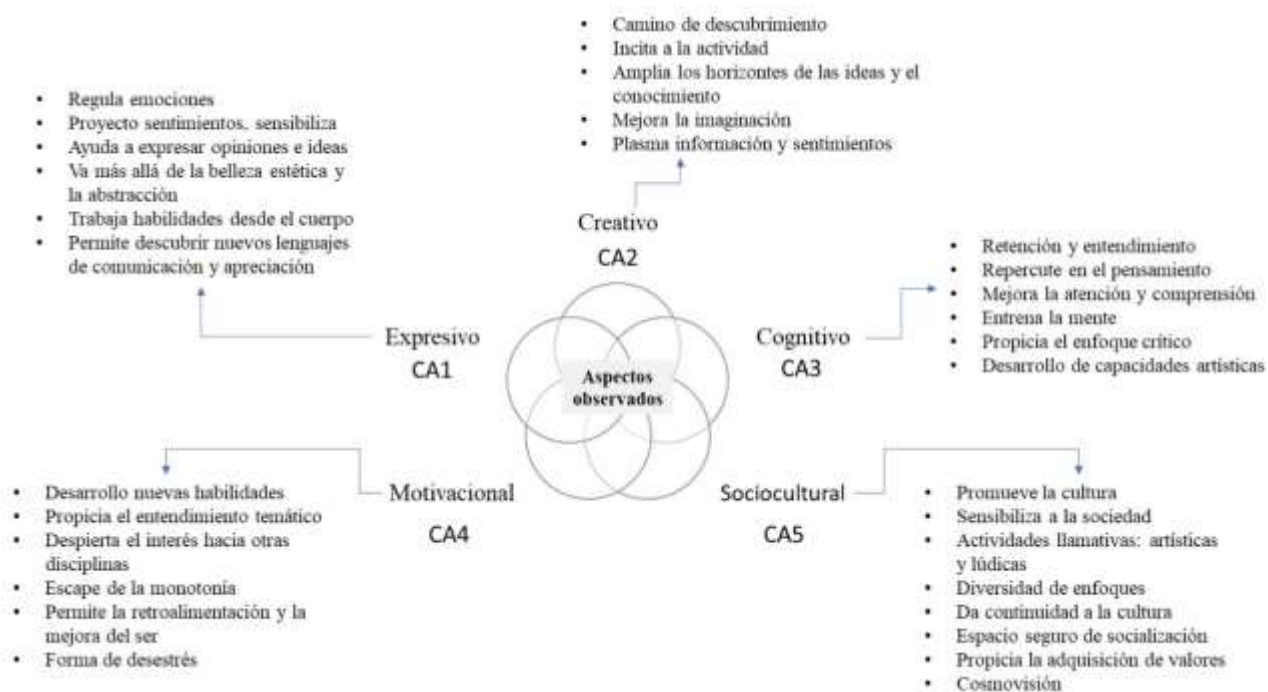 • Camino de descubrimiento
• Incita a la actividad
• Amplia los horizontes de las ideas y el
conocimiento
• Mejora la imaginación
• Plasma información y sentimientos
Creativo
CA2
• Regula emociones
• Proyecto sentimientos, sensibiliza
• Ayuda a expresar opiniones e ideas
• Va más allá de la belleza estética y
la abstracción
• Trabaja habilidades desde el cuerpo
• Permite descubrir nuevos lenguajes
de comunicación y apreciación
Expresivo
CA1
• Retención y entendimiento
• Repercute en el pensamiento
• Mejora la atención y comprensión
• Entrena la mente
• Propicia el enfoque crítico
• Desarrollo de capacidades artísticas
Cognitivo
CA3
Aspectos
observados
Motivacional
CA4
• Desarrollo nuevas habilidades
• Propicia el entendimiento temático
• Despierta el interés hacia otras
disciplinas
• Escape de la monotonía
• Permite la retroalimentación y la
mejora del ser
• Forma de desestrés
Sociocultural
CA5
• Promueve la cultura
• Sensibiliza a la sociedad
• Actividades llamativas: artísticas
y lúdicas
• Diversidad de enfoques
• Da continuidad a la cultura
• Espacio seguro de socialización
• Propicia la adquisición de valores
• Cosmovisión